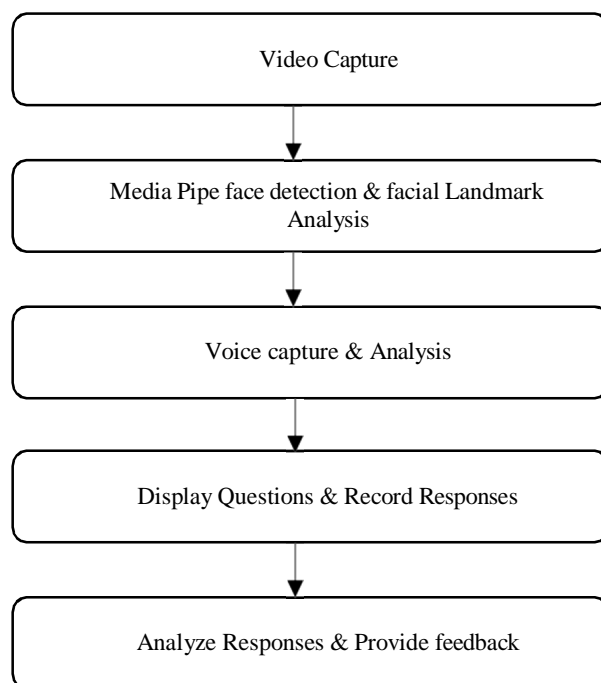 Video Capture
Media Pipe face detection & facial Landmark
Analysis
Voice capture & Analysis
Display Questions & Record Responses
Analyze Responses & Provide feedback